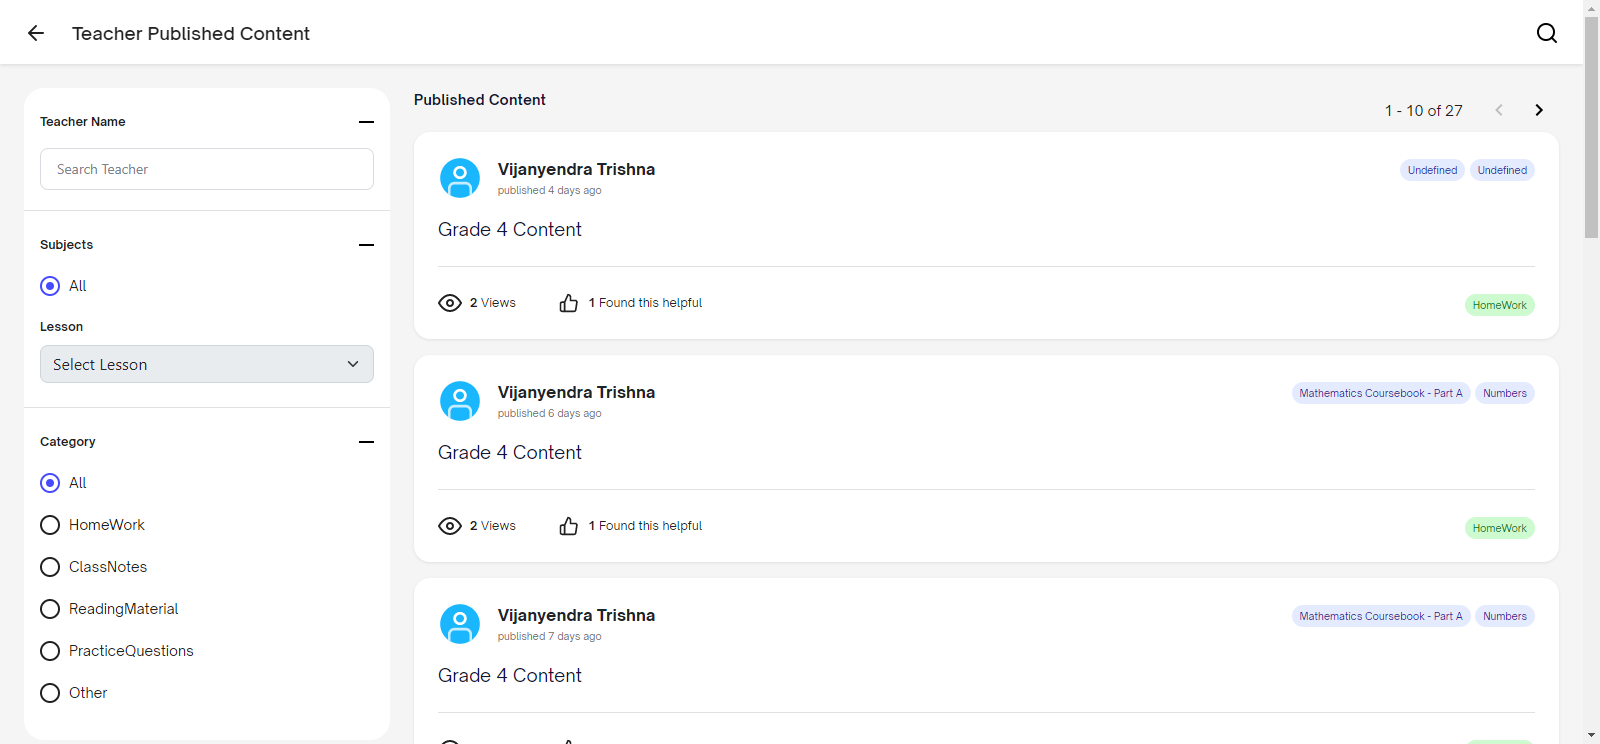 Teacher Published Content
Teacher Name
Search Teacher
Subjects
All
Lesson
Select Lesson
Category
All
HomeWork
ClassNotes
ReadingMaterial
PracticeQuestions
Other
Published Content
1 - 10 of 27
Vijanyendra Trishna
published 4 days ago
Undefined Undefined
Grade 4 Content
2 Views 1 Found this helpful HomeWork
Vijanyendra Trishna
published 6 days ago
Mathematics Coursebook - Part A Numbers
Grade 4 Content
2 Views 1 Found this helpful HomeWork
Vijanyendra Trishna
published 7 days ago
Mathematics Coursebook - Part A Numbers
Grade 4 Content